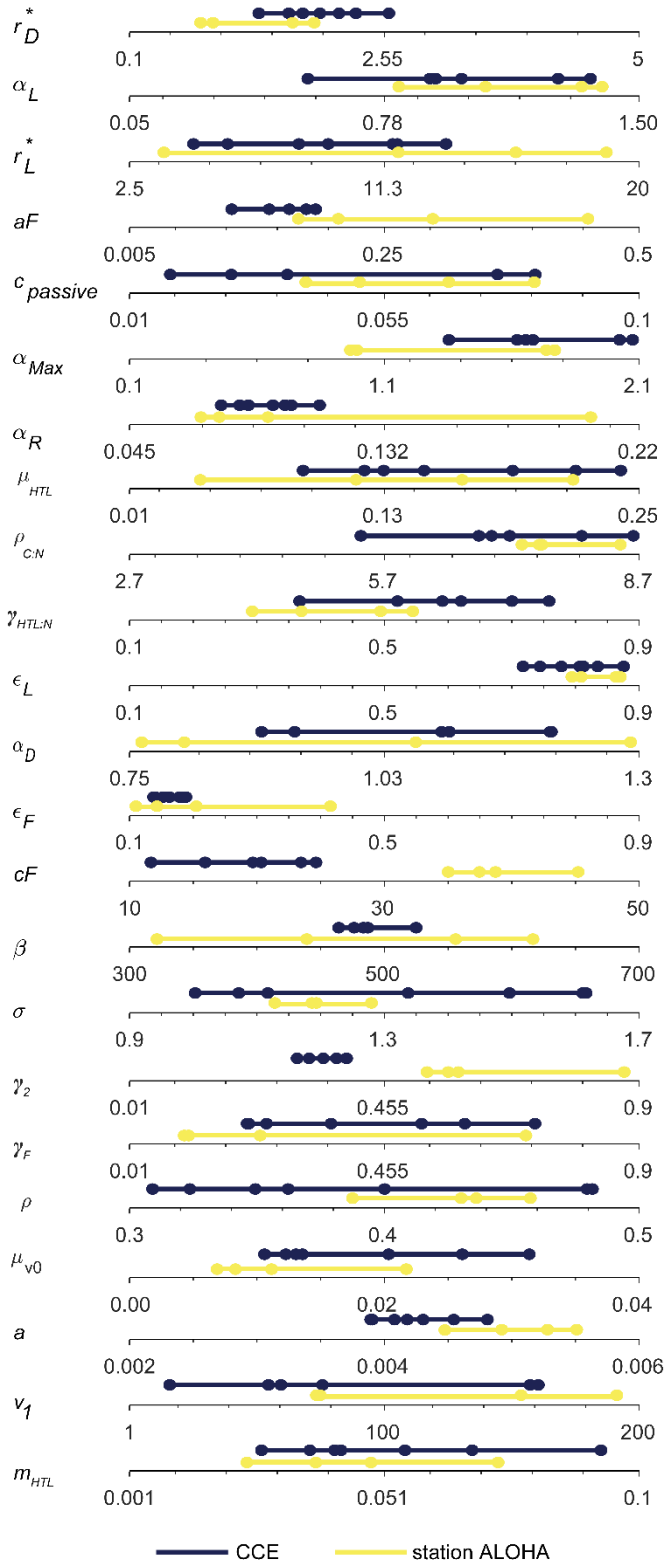 r*D
0.1 2.55 5
αL
0.05 0.78 1.50
r*L
2.5 11.3 20
aF
0.005 0.25 0.5
c passive
0.01 0.055 0.1
αMax
0.1 1.1 2.1
αR
0.045 0.132 0.22
μHTL
0.01 0.13 0.25
ρC:N
2.7 5.7 8.7
γHTL:N
0.1 0.5 0.9
ϵL
0.1 0.5 0.9
αD
0.75 1.03 1.3
ϵF
0.1 0.5 0.9
cF
10 30 50
β
300 500 700
σ
0.9 1.3 1.7
γ2
0.01 0.455 0.9
γF
0.01 0.455 0.9
ρ
0.3 0.4 0.5
μv0
0.00 0.02 0.04
a
0.002 0.004 0.006
v1
1 100 200
mHTL
0.001 0.051 0.1
CCE station ALOHA